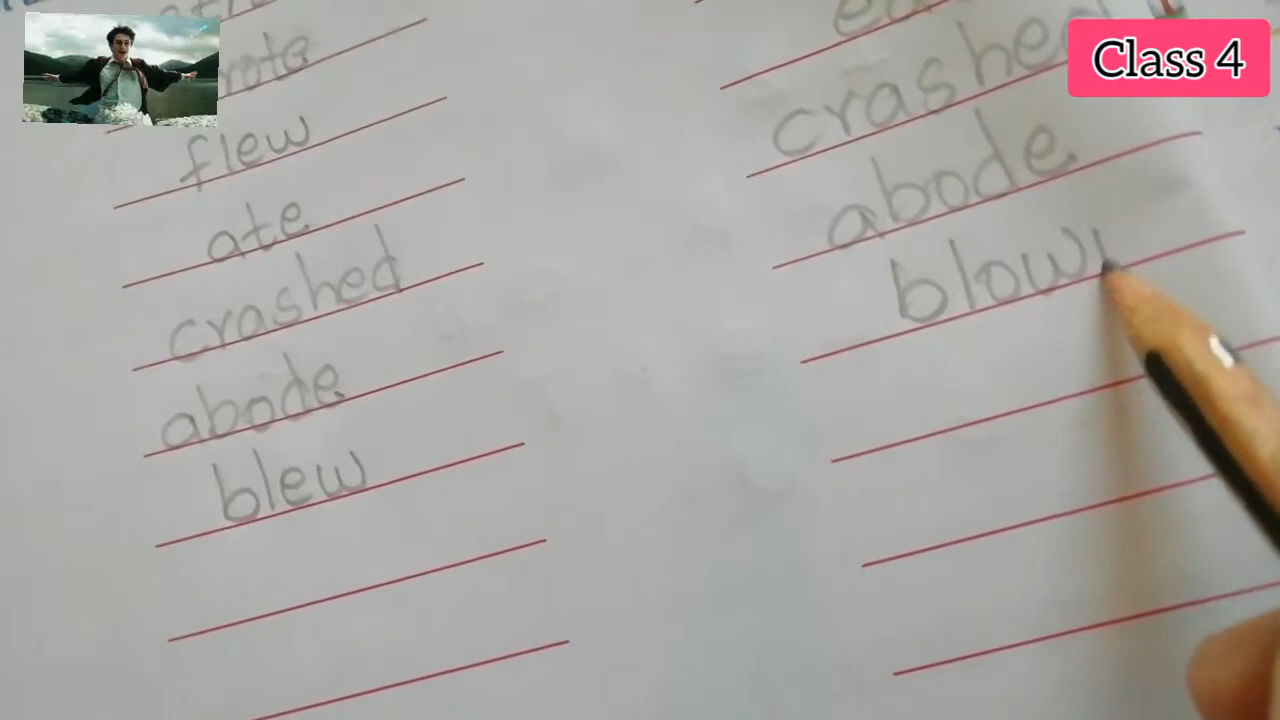 Class 4
flew
ate
crashed
abode
blew
crashed
abode
blow